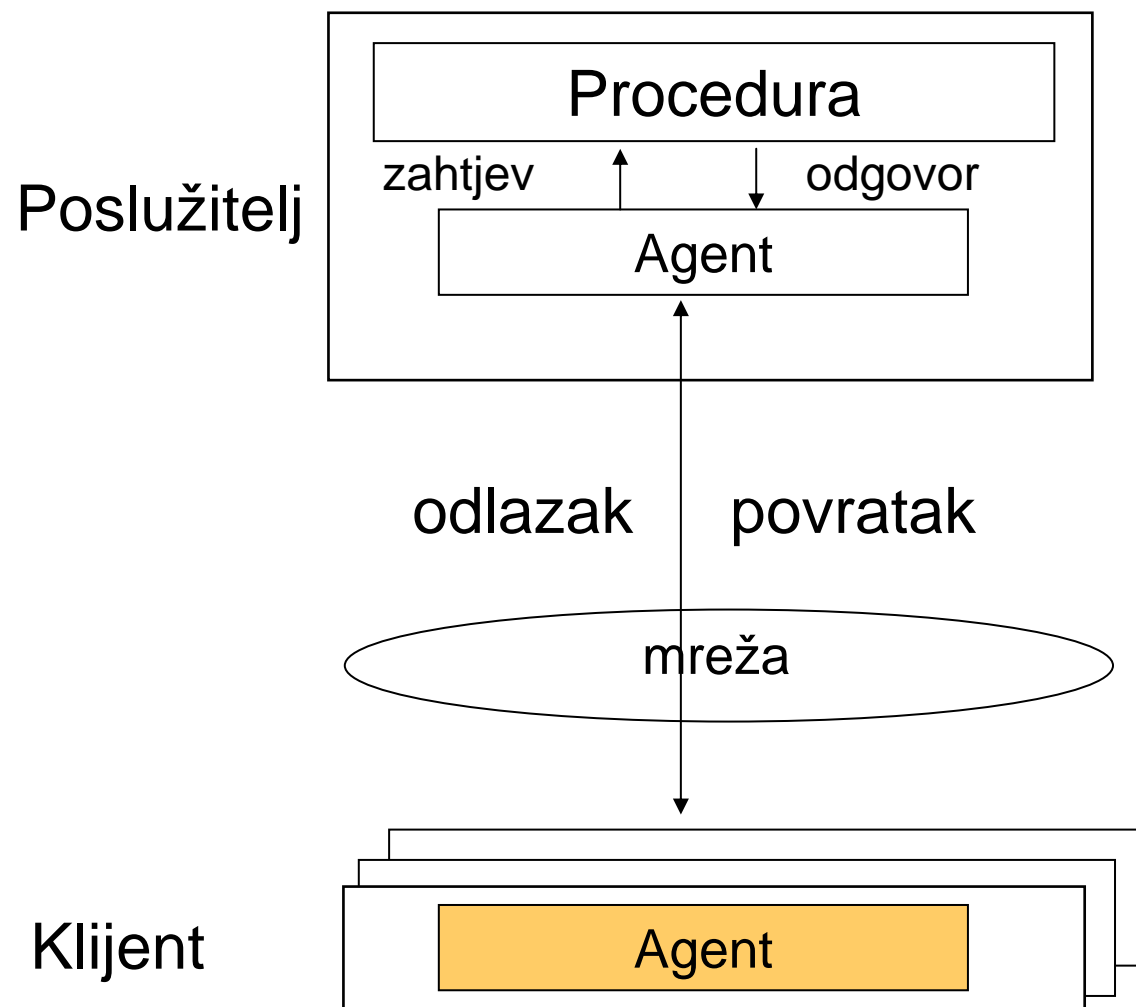 Procedura
zahtjev
odgovor
Poslužitelj
Agent
odlazak
povratak
mreža
Klijent
Agent